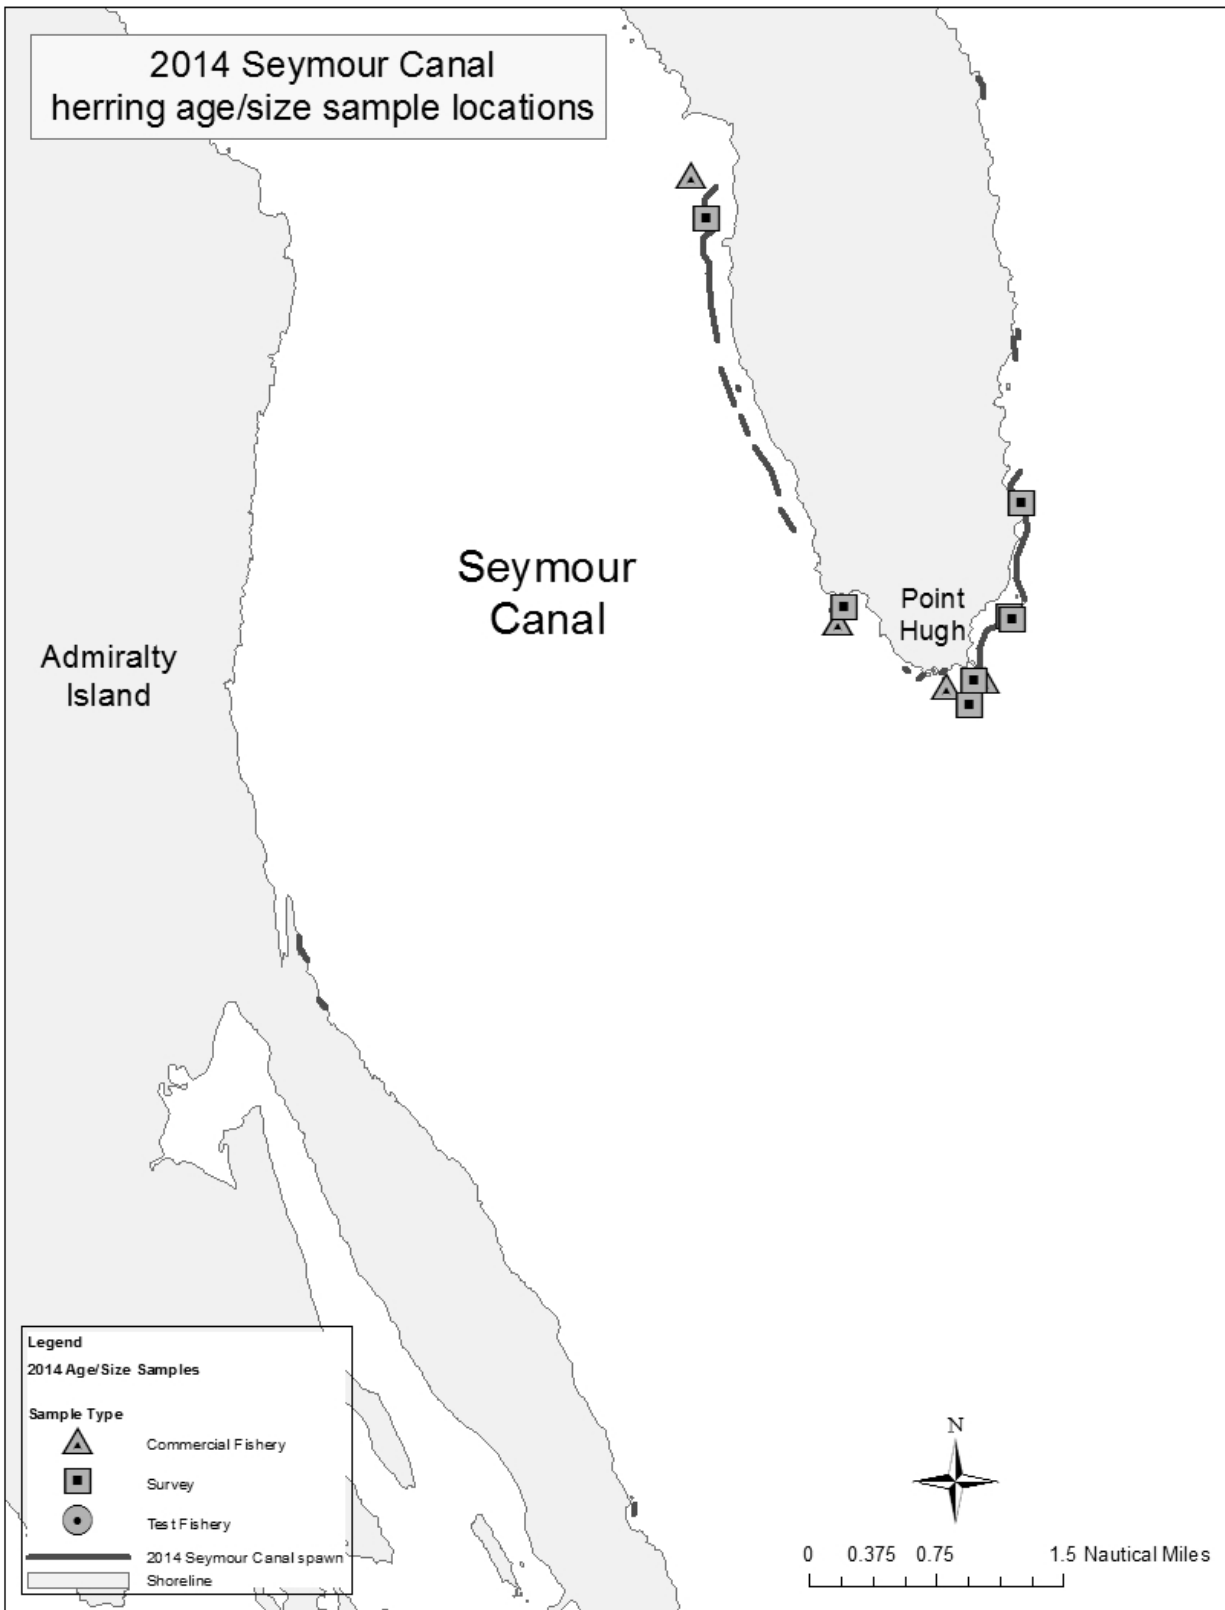 2014 Seymour Canal
herring age/size sample locations
Seymour
Canal
Point
Hugh
Admiralty
Island
Legend
2014 Age/Size Samples
Sample Type
Commercial Fishery
Survey
Test Fishery
2014 Seymour Canal spawn
Shoreline
N
0 0.375 0.75 1.5 Nautical Miles